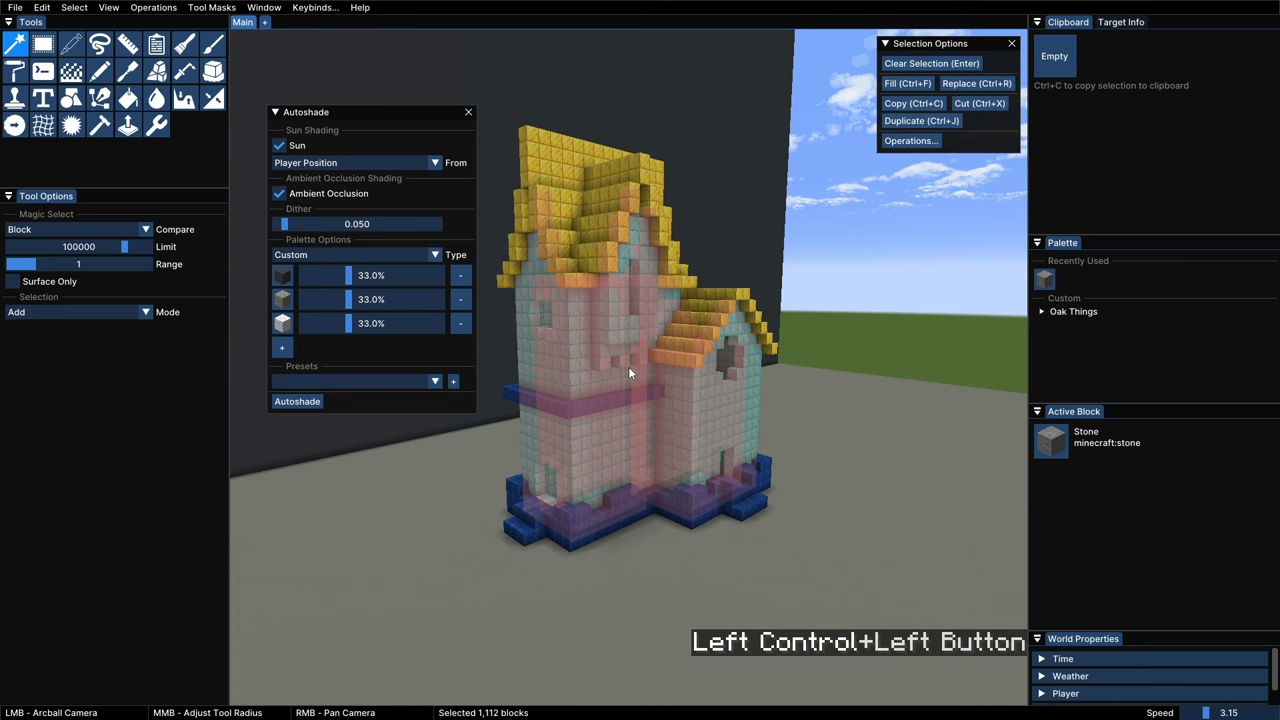 File Edit Select View Operations Tool Masks Window Keybinds... Help
Tools
Main +
Clipboard Target Info
Selection Options
Clear Selection (Enter)
Fill (Ctrl+F) Replace (Ctrl+R)
Copy (Ctrl+C) Cut (Ctrl+X)
Duplicate (Ctrl+J)
Operations...
Empty
Ctrl+C to copy selection to clipboard
Autoshade
Sun Shading
Sun
Player Position From
Ambient Occlusion Shading
Ambient Occlusion
Dither
0.050
Palette Options
Custom Type
33.0% -
33.0% -
33.0% -
+
Presets
+
Autoshade
Tool Options
Magic Select
Block Compare
100000 Limit
1 Range
Surface Only
Selection
Add Mode
Palette
Recently Used
Custom
Oak Things
Active Block
Stone
minecraft:stone
Left Control+Left Button
World Properties
Time
Weather
Player
LMB - Arcball Camera MMB - Adjust Tool Radius RMB - Pan Camera Selected 1,112 blocks Speed 3.15